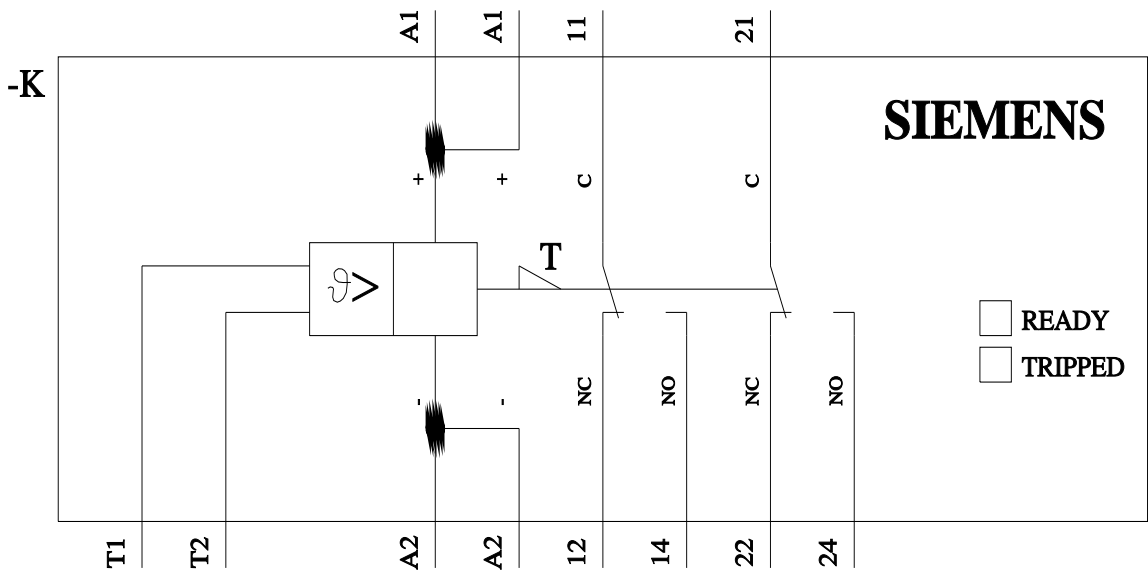 A1
A1
11
21
-K
SIEMENS
+
+
C
C
T
ϑ>
READY
TRIPPED
-
-
NC
NO
NC
NO
T1
T2
A2
A2
12
14
22
24